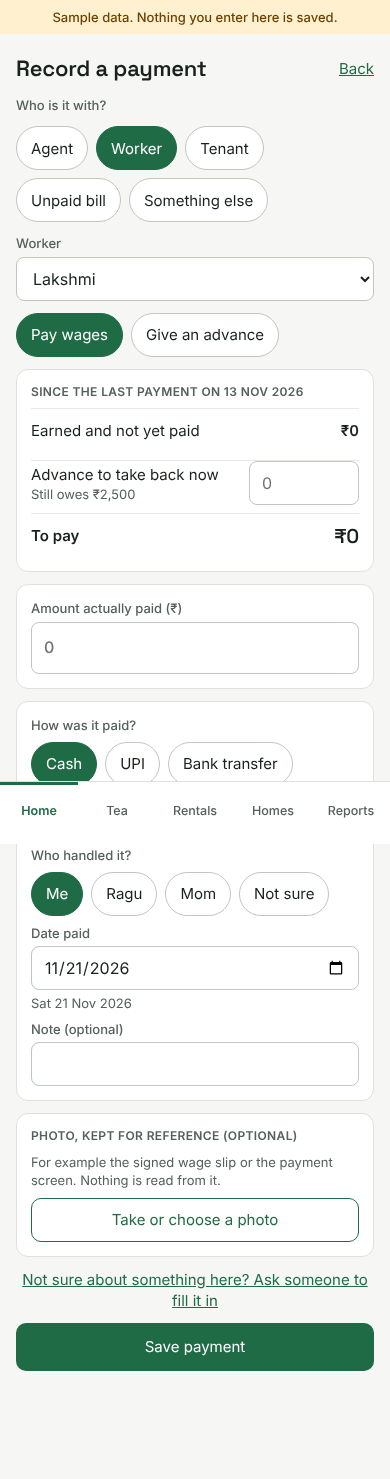 Sample data. Nothing you enter here is saved.
Record a payment
Back
Who is it with?
Agent
Worker
Tenant
Unpaid bill
Something else
Worker
Lakshmi
Pay wages
Give an advance
SINCE THE LAST PAYMENT ON 13 NOV 2026
Earned and not yet paid
₹0
Advance to take back now
Still owes ₹2,500
0
To pay
₹0
Amount actually paid (₹)
0
How was it paid?
Cash
UPI
Bank transfer
Home
Tea
Rentals
Homes
Reports
Who handled it?
Me
Ragu
Mom
Not sure
Date paid
11/21/2026
Sat 21 Nov 2026
Note (optional)
PHOTO, KEPT FOR REFERENCE (OPTIONAL)
For example the signed wage slip or the payment
screen. Nothing is read from it.
Take or choose a photo
Not sure about something here? Ask someone to
fill it in
Save payment